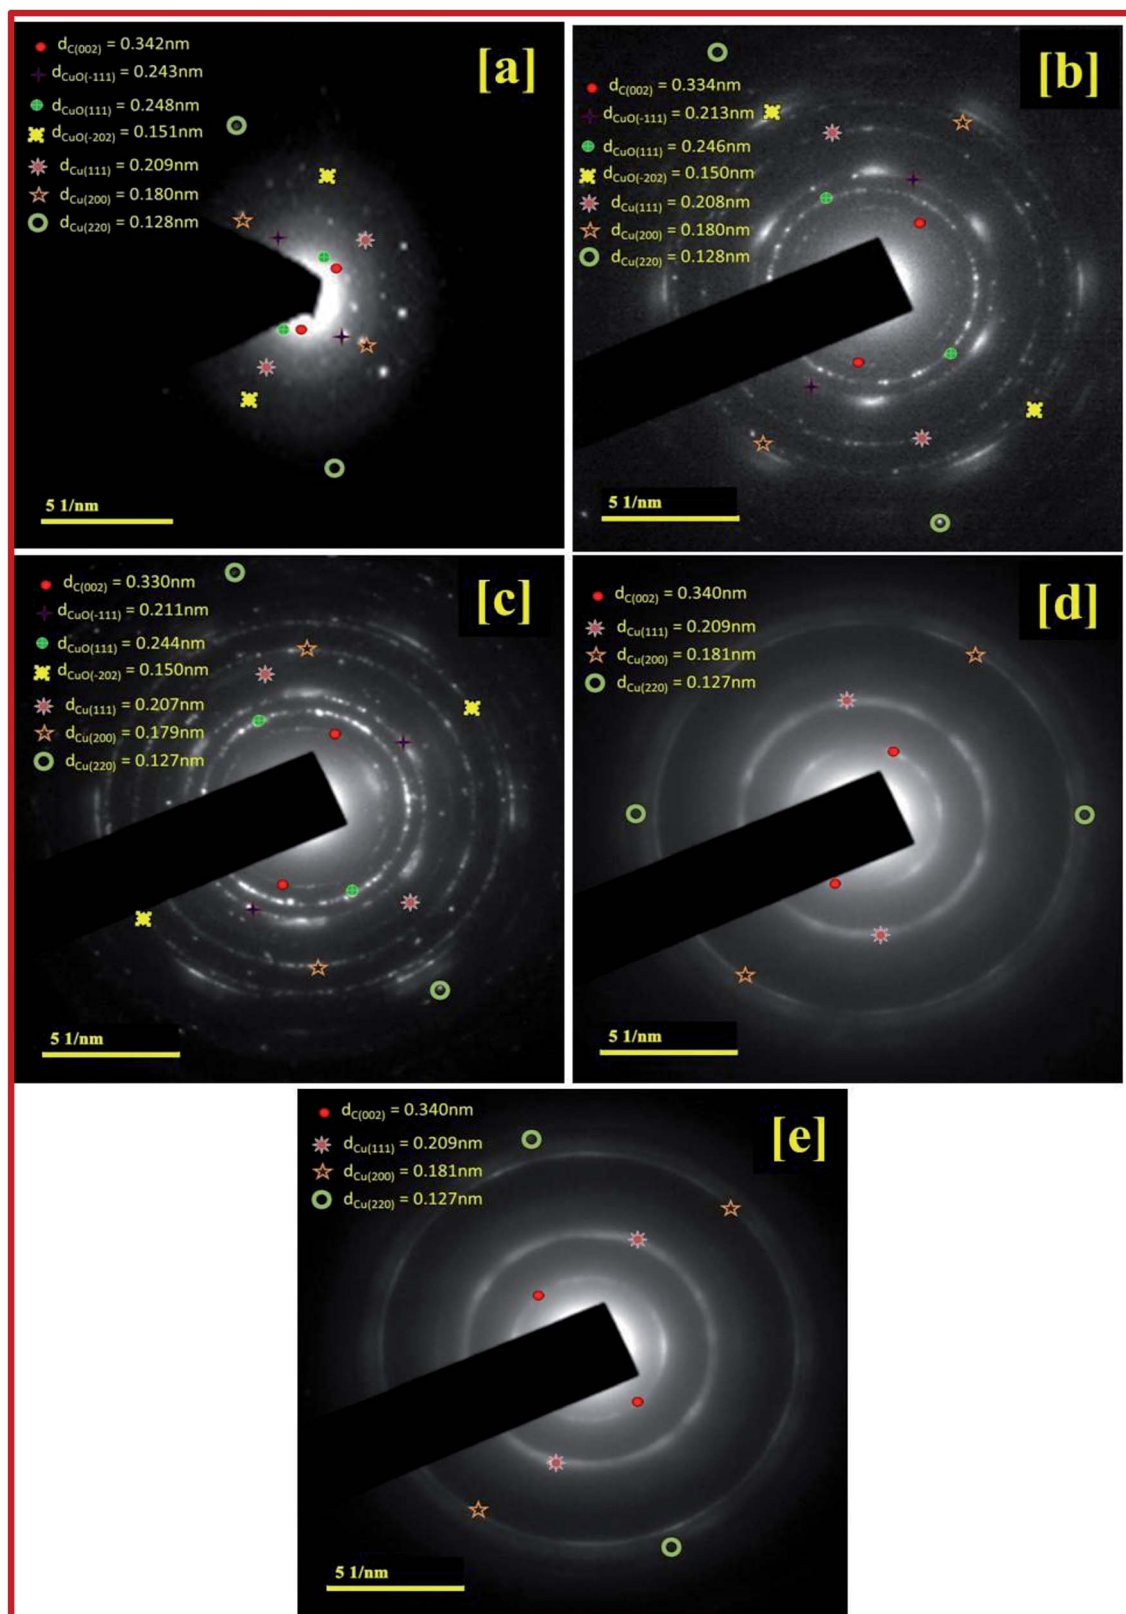 [a]
d_C(002) = 0.342nm
d_CuO(-111) = 0.243nm
d_CuO(111) = 0.248nm
d_CuO(-202) = 0.151nm
d_Cu(111) = 0.209nm
d_Cu(200) = 0.180nm
d_Cu(220) = 0.128nm
5 1/nm
[b]
d_C(002) = 0.334nm
d_CuO(-111) = 0.213nm
d_CuO(111) = 0.246nm
d_CuO(-202) = 0.150nm
d_Cu(111) = 0.208nm
d_Cu(200) = 0.180nm
d_Cu(220) = 0.128nm
5 1/nm
[c]
d_C(002) = 0.330nm
d_CuO(-111) = 0.211nm
d_CuO(111) = 0.244nm
d_CuO(-202) = 0.150nm
d_Cu(111) = 0.207nm
d_Cu(200) = 0.179nm
d_Cu(220) = 0.127nm
5 1/nm
[d]
d_C(002) = 0.340nm
d_Cu(111) = 0.209nm
d_Cu(200) = 0.181nm
d_Cu(220) = 0.127nm
5 1/nm
[e]
d_C(002) = 0.340nm
d_Cu(111) = 0.209nm
d_Cu(200) = 0.181nm
d_Cu(220) = 0.127nm
5 1/nm